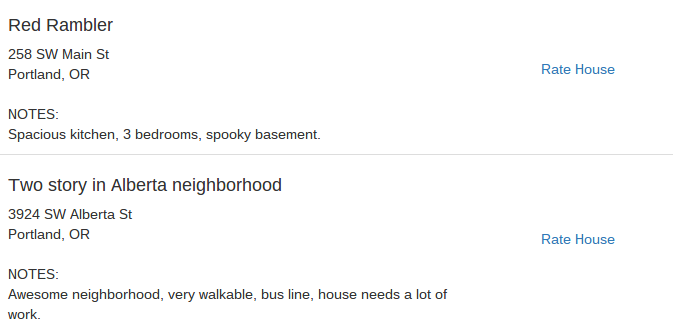 Red Rambler
258 SW Main St
Portland, OR
Rate House
NOTES:
Spacious kitchen, 3 bedrooms, spooky basement.
Two story in Alberta neighborhood
3924 SW Alberta St
Portland, OR
Rate House
NOTES:
Awesome neighborhood, very walkable, bus line, house needs a lot of
work.